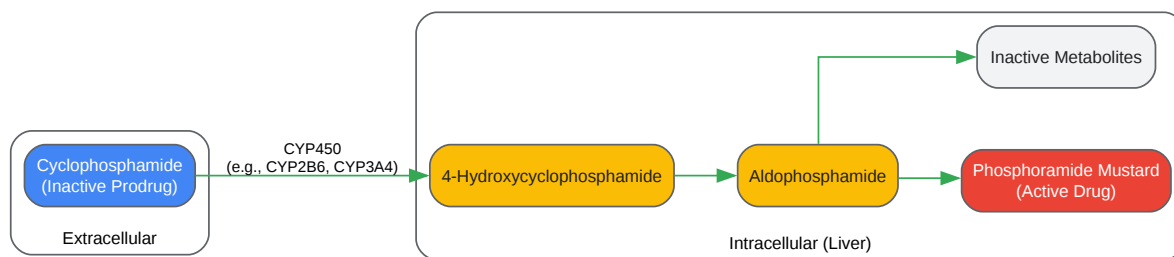 Inactive Metabolites
CYP450
(e.g., CYP2B6, CYP3A4)
Cyclophosphamide
(Inactive Prodrug)
4-Hydroxycyclophosphamide
Aldophosphamide
Phosphoramide Mustard
(Active Drug)
Extracellular
Intracellular (Liver)